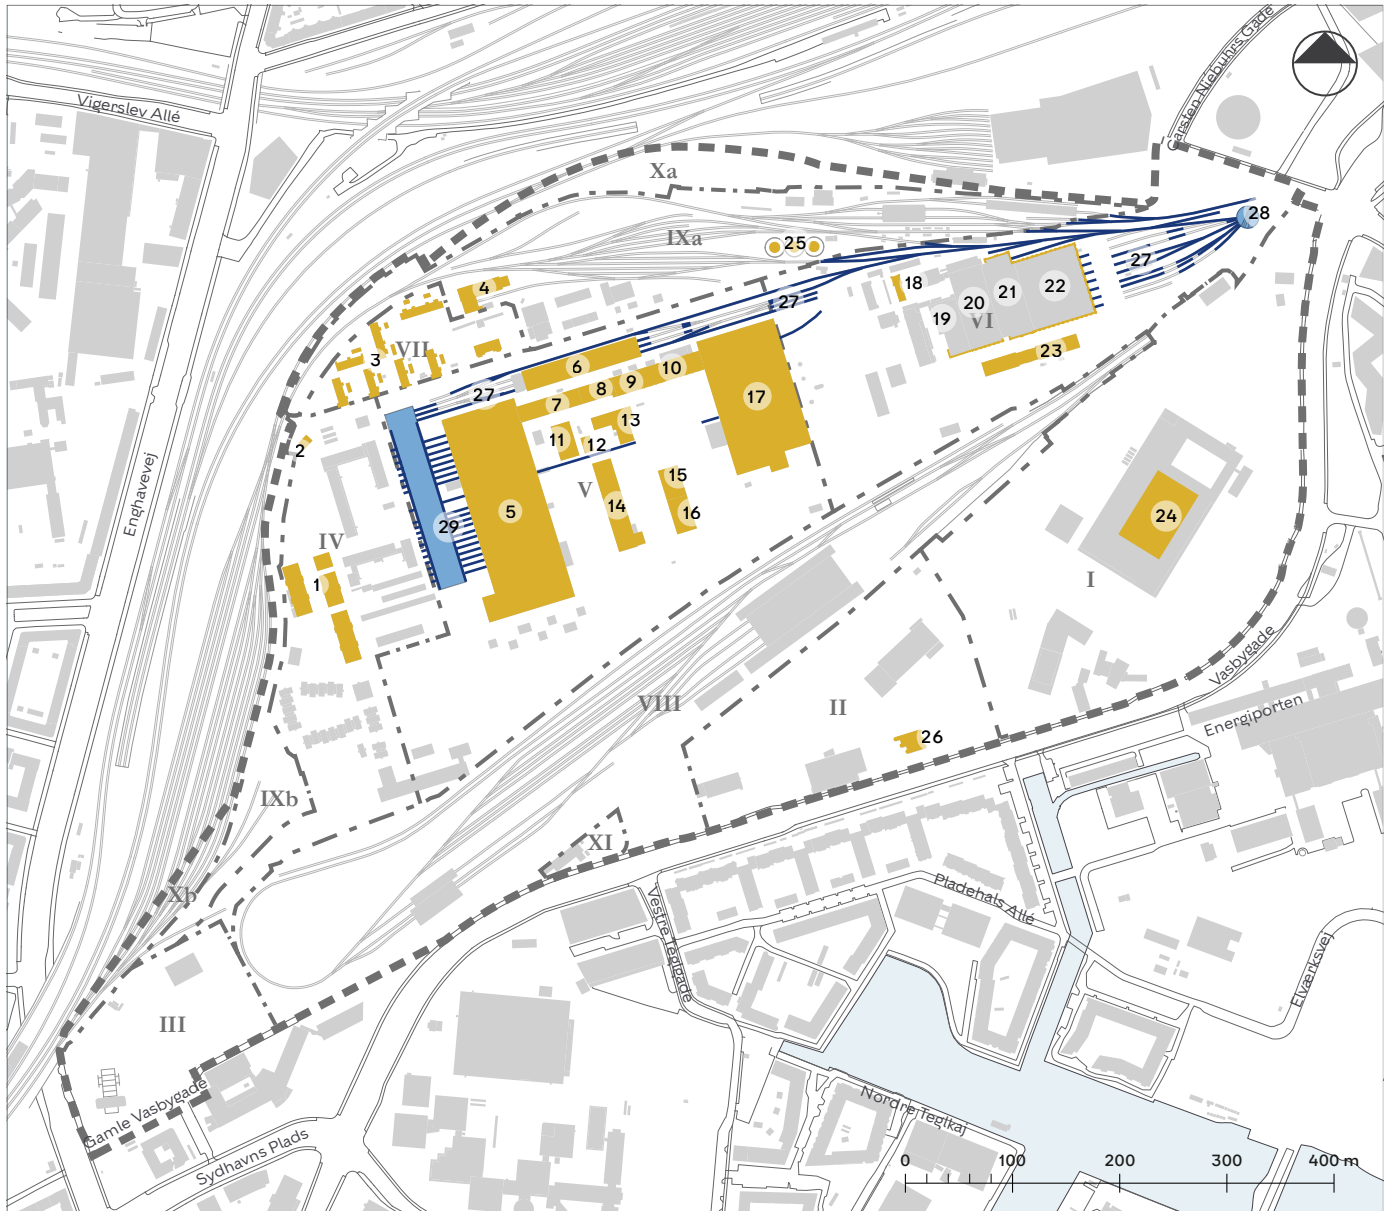 Carsten Niebuhrs Gade
Vigerslev Allé
Xa
28
IXa
25
27
18
22
21
20
19
VI
4
27
3
VII
23
6
10
9
8
7
27
17
13
11
12
2
15
V
14
16
5
29
24
Enghavevej
IV
1
I
Vasbygade
VIII
II
26
Energiporten
IXb
XI
Xb
Vestre Teglgade
Pladehals Allé
Elværksvej
III
Gamle Vasbygade
Nordre Teglkaj
Sydhavns Plads
0 100 200 300 400 m